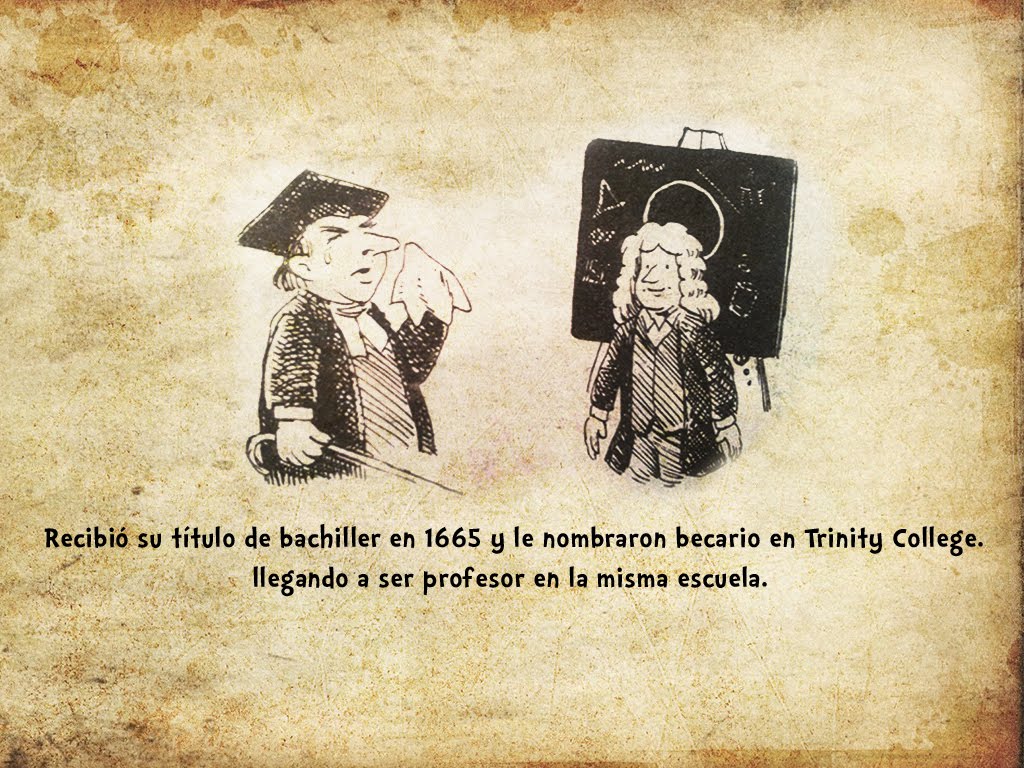 Recibió su título de bachiller en 1665 y le nombraron becario en Trinity College.
llegando a ser profesor en la misma escuela.